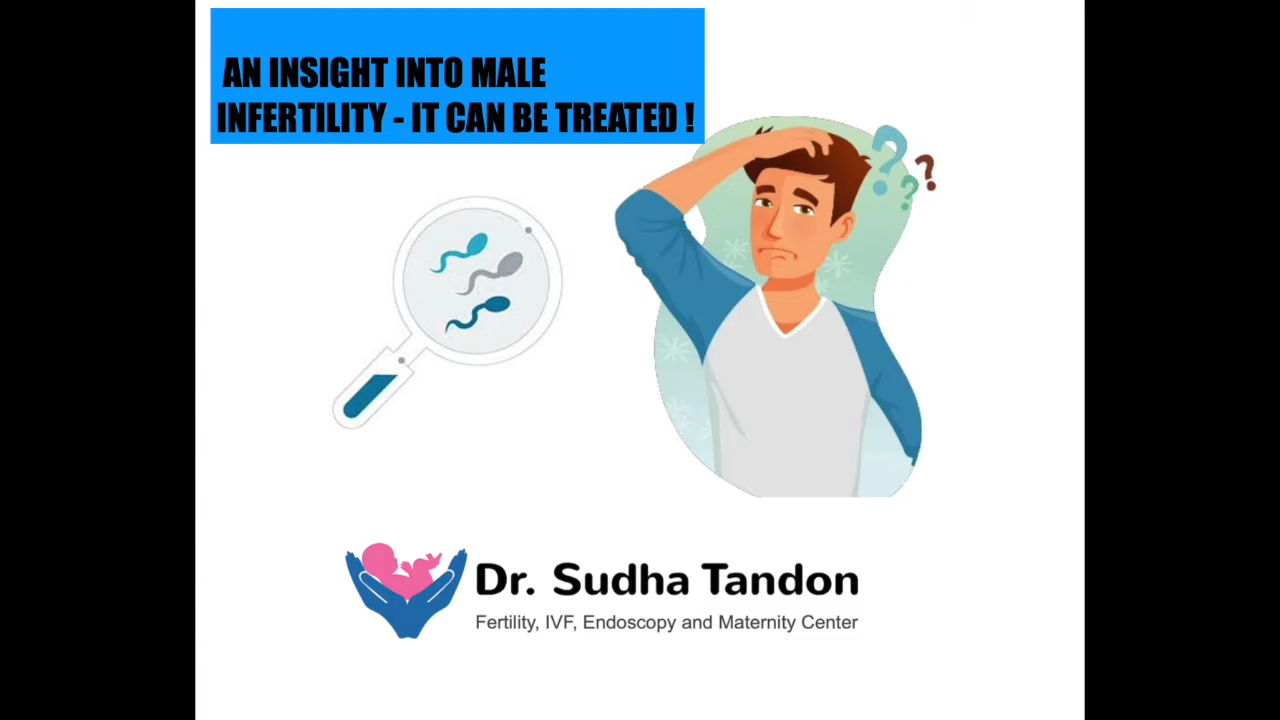 AN INSIGHT INTO MALE
INFERTILITY - IT CAN BE TREATED !
? ? ?
Dr. Sudha Tandon
Fertility, IVF, Endoscopy and Maternity Center